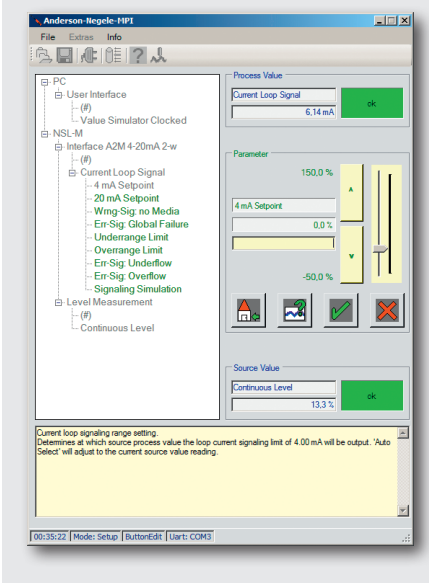 Anderson-Negele-MPI
File Extras Info
PC
User Interface
(#)
Value Simulator Clocked
NSL-M
Interface A2M 4-20mA 2-w
(#)
Current Loop Signal
4 mA Setpoint
20 mA Setpoint
Wrng-Sig: no Media
Err-Sig: Global Failure
Underrange Limit
Overrange Limit
Err-Sig: Underflow
Err-Sig: Overflow
Signaling Simulation
Level Measurement
(#)
Continuous Level
Process Value
Current Loop Signal
6,14 mA
ok
Parameter
150,0 %
4 mA Setpoint
0,0 %
-50,0 %
Source Value
Continuous Level
13,3 %
ok
Current loop signaling range setting.
Determines at which source process value the loop current signaling limit of 4.00 mA will be output. 'Auto
Select' will adjust to the current source value reading.
00:35:22 Mode: Setup ButtonEdit Uart: COM3